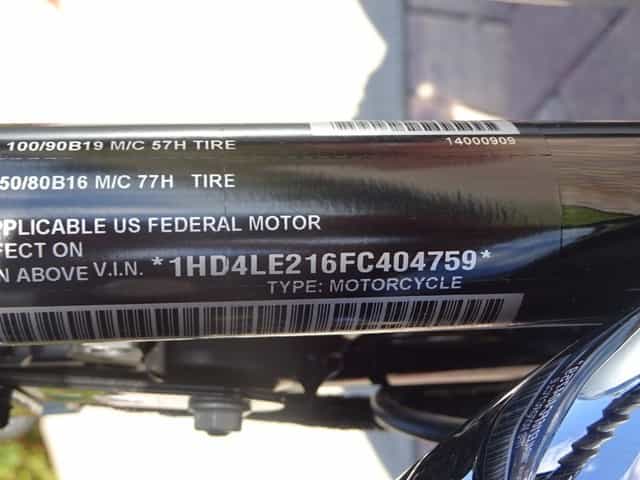 100/90B19 M/C 57H TIRE
14000909
50/80B16 M/C 77H TIRE
PPLICABLE US FEDERAL MOTOR
FECT ON
N ABOVE V.I.N. *1HD4LE216FC404759*
TYPE: MOTORCYCLE